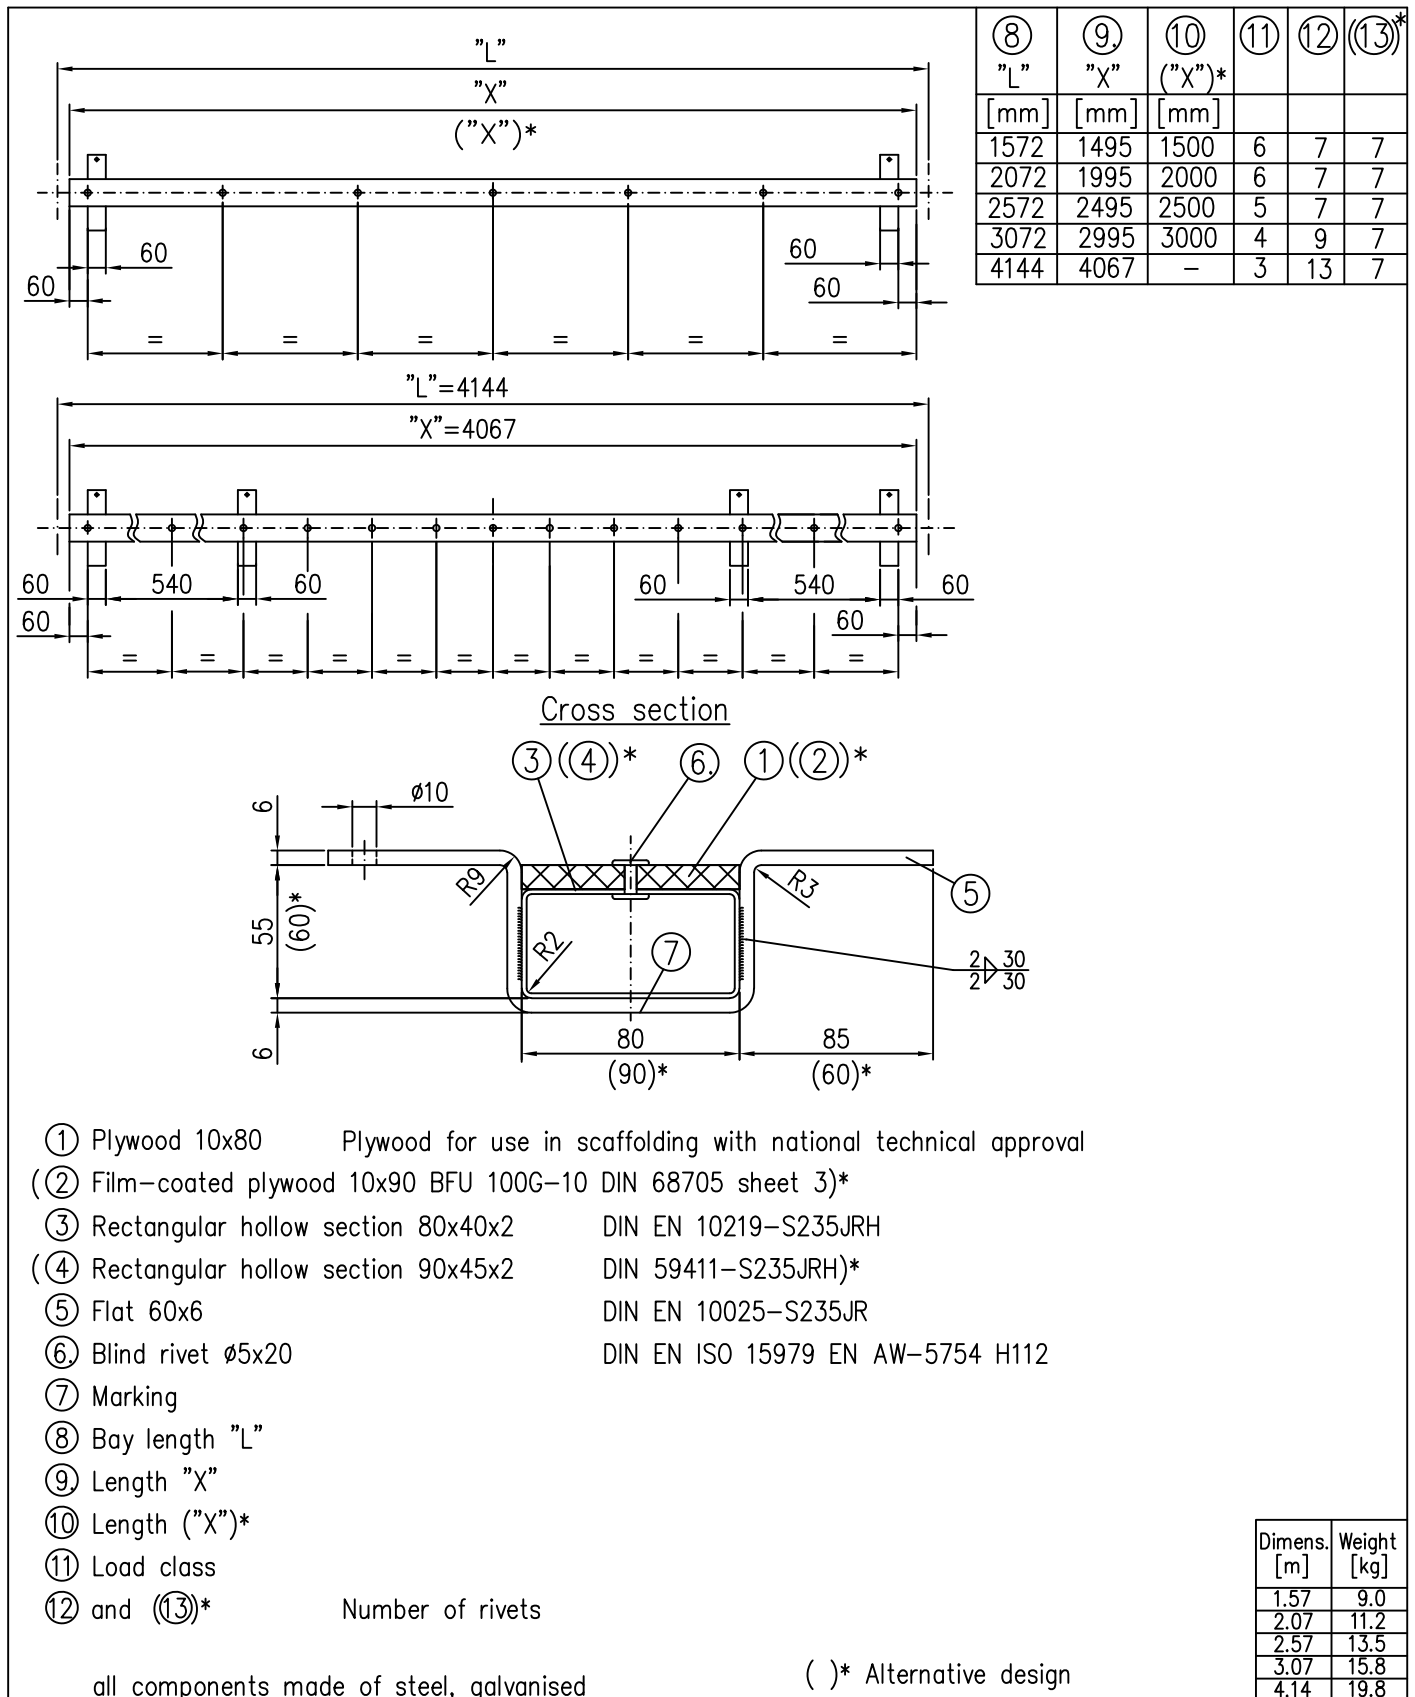 "L"
"X"
("X")*
60
60
60
60
= = = = = =
⑧ ⑨. ⑩ ⑪ ⑫ (⑬)*
"L" "X" ("X")*
[mm] [mm] [mm]
1572 1495 1500 6 7 7
2072 1995 2000 6 7 7
2572 2495 2500 5 7 7
3072 2995 3000 4 9 7
4144 4067 – 3 13 7
"L"=4144
"X"=4067
60 540 60 60 540 60
60 60
= = = = = = = = = = = =
Cross section
③ (④)* ⑥. ① (②)*
6
ø10
R9
R3
⑤
55
(60)*
R2
⑦
2 30
2 30
6
80 85
(90)* (60)*
① Plywood 10x80 Plywood for use in scaffolding with national technical approval
(② Film–coated plywood 10x90 BFU 100G–10 DIN 68705 sheet 3)*
③ Rectangular hollow section 80x40x2 DIN EN 10219–S235JRH
(④ Rectangular hollow section 90x45x2 DIN 59411–S235JRH)*
⑤ Flat 60x6 DIN EN 10025–S235JR
⑥. Blind rivet ø5x20 DIN EN ISO 15979 EN AW–5754 H112
⑦ Marking
⑧ Bay length "L"
⑨. Length "X"
⑩ Length ("X")*
⑪ Load class
⑫ and (⑬)* Number of rivets
all components made of steel, galvanised
( )* Alternative design
Dimens. Weight
[m] [kg]
1.57 9.0
2.07 11.2
2.57 13.5
3.07 15.8
4.14 19.8